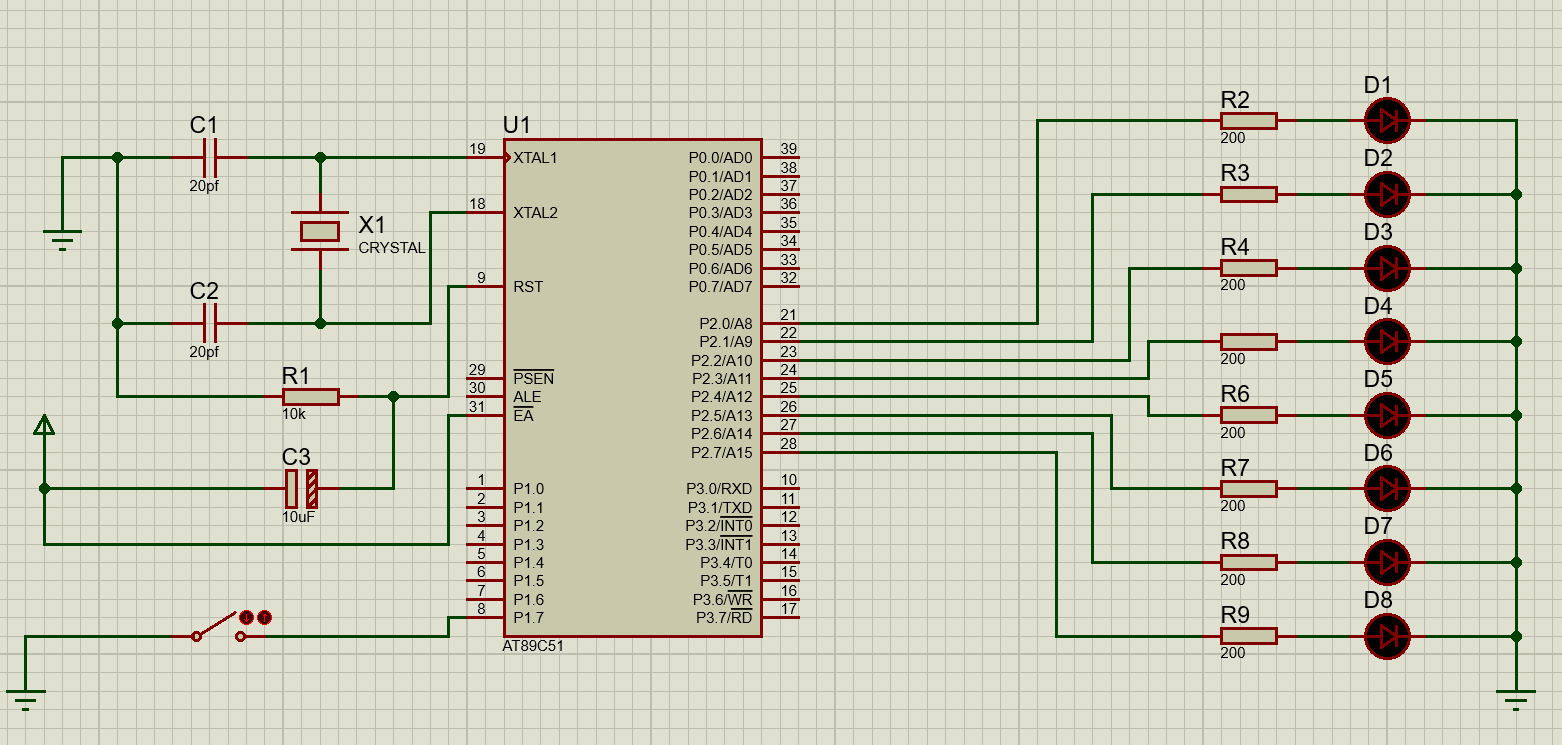 C1
20pf
X1
CRYSTAL
C2
20pf
R1
10k
C3
10uF
U1
19
XTAL1
18
XTAL2
9
RST
29
PSEN
30
ALE
31
EA
1
P1.0
2
P1.1
3
P1.2
4
P1.3
5
P1.4
6
P1.5
7
P1.6
8
P1.7
P0.0/AD0
39
P0.1/AD1
38
P0.2/AD2
37
P0.3/AD3
36
P0.4/AD4
35
P0.5/AD5
34
P0.6/AD6
33
P0.7/AD7
32
P2.0/A8
21
P2.1/A9
22
P2.2/A10
23
P2.3/A11
24
P2.4/A12
25
P2.5/A13
26
P2.6/A14
27
P2.7/A15
28
P3.0/RXD
10
P3.1/TXD
11
P3.2/INT0
12
P3.3/INT1
13
P3.4/T0
14
P3.5/T1
15
P3.6/WR
16
P3.7/RD
17
AT89C51
R2
200
D1
R3
200
D2
R4
200
D3
200
D4
R6
200
D5
R7
200
D6
R8
200
D7
R9
200
D8